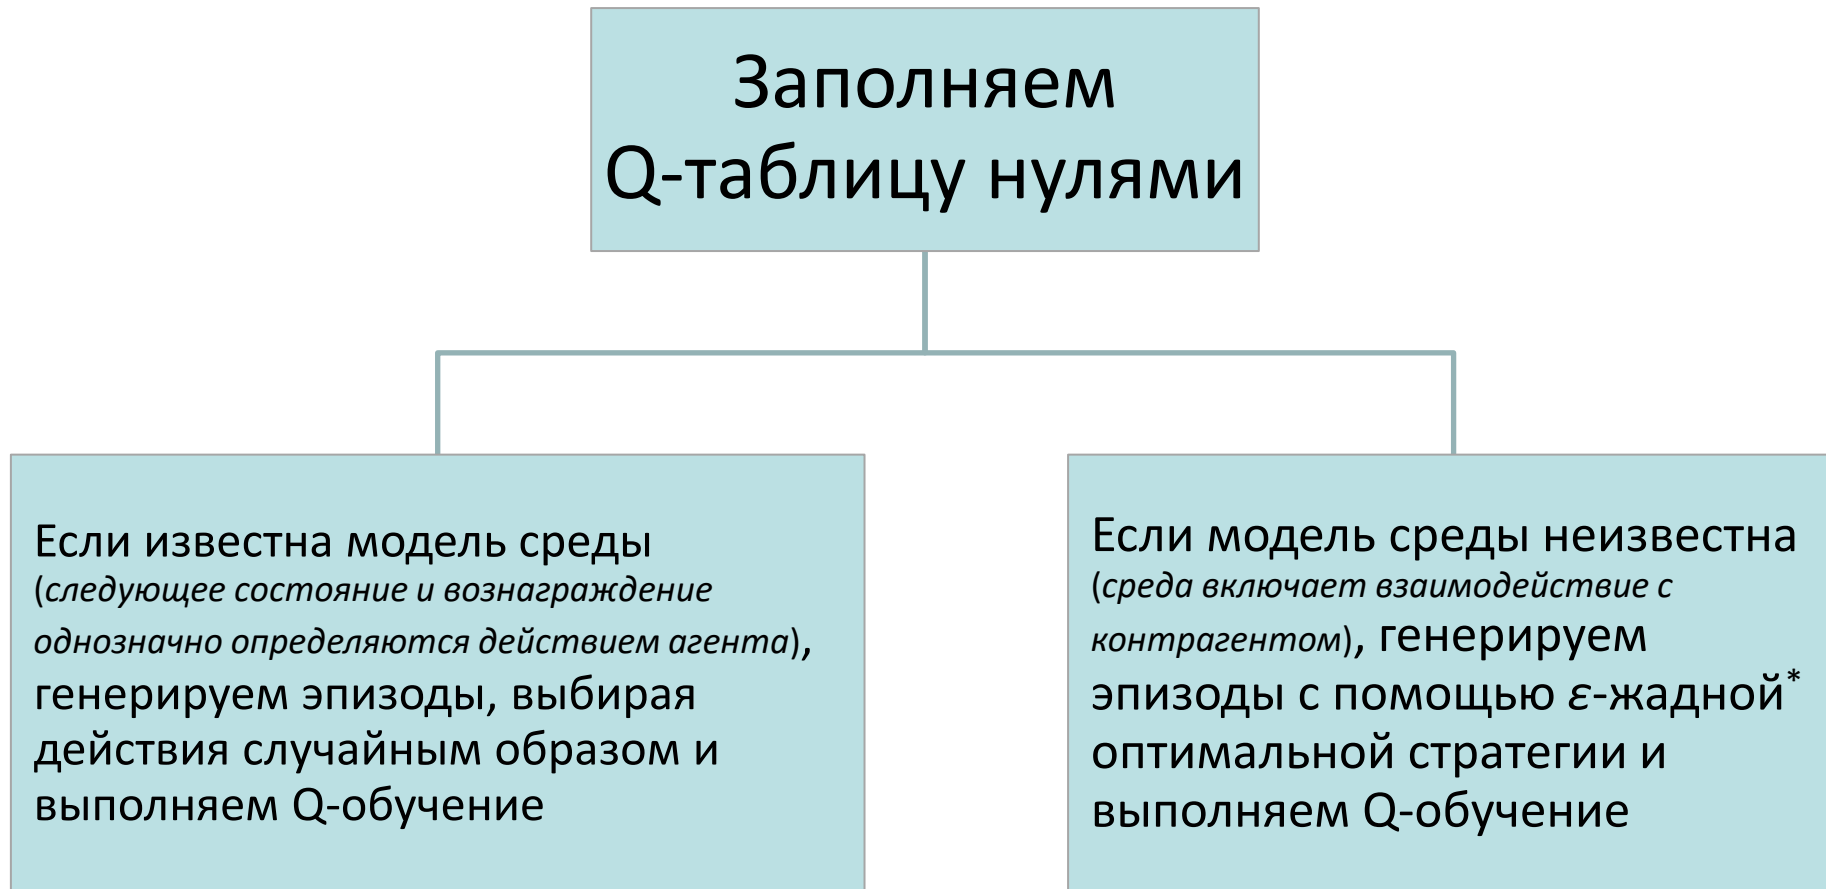 Заполняем
Q-таблицу нулями
Если известна модель среды
(следующее состояние и вознаграждение
однозначно определяются действием агента),
генерируем эпизоды, выбирая
действия случайным образом и
выполняем Q-обучение
Если модель среды неизвестна
(среда включает взаимодействие с
контрагентом), генерируем
эпизоды с помощью ε-жадной*
оптимальной стратегии и
выполняем Q-обучение